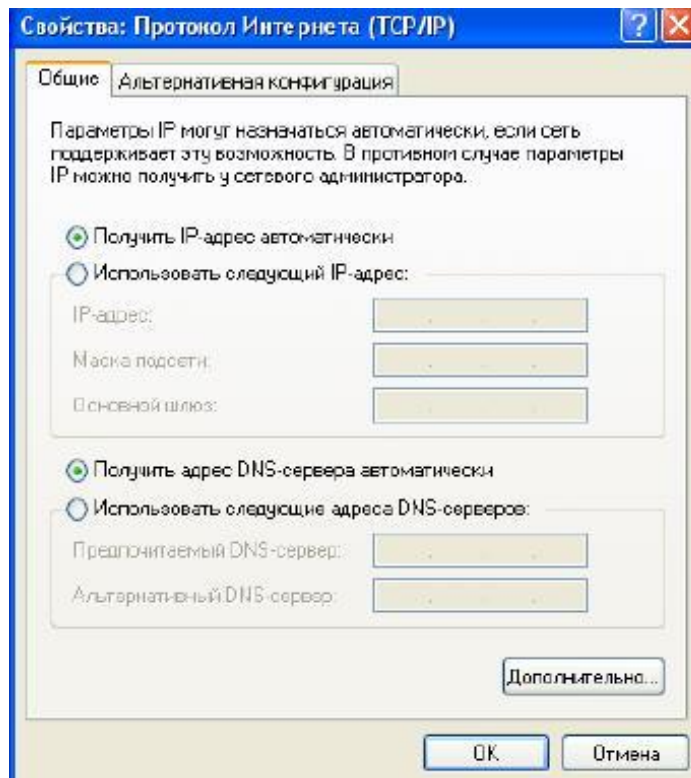 Свойства: Протокол Интернета (TCP/IP)
Общие
Альтернативная конфигурация
Параметры IP могут назначаться автоматически, если сеть
поддерживает эту возможность. В противном случае параметры
IP можно получить у сетевого администратора.
Получить IP-адрес автоматически
Использовать следующий IP-адрес:
IP-адрес:
Маска подсети:
Основной шлюз:
Получить адрес DNS-сервера автоматически
Использовать следующие адреса DNS-серверов:
Предпочитаемый DNS-сервер:
Альтернативный DNS-сервер:
Дополнительно...
OK
Отмена